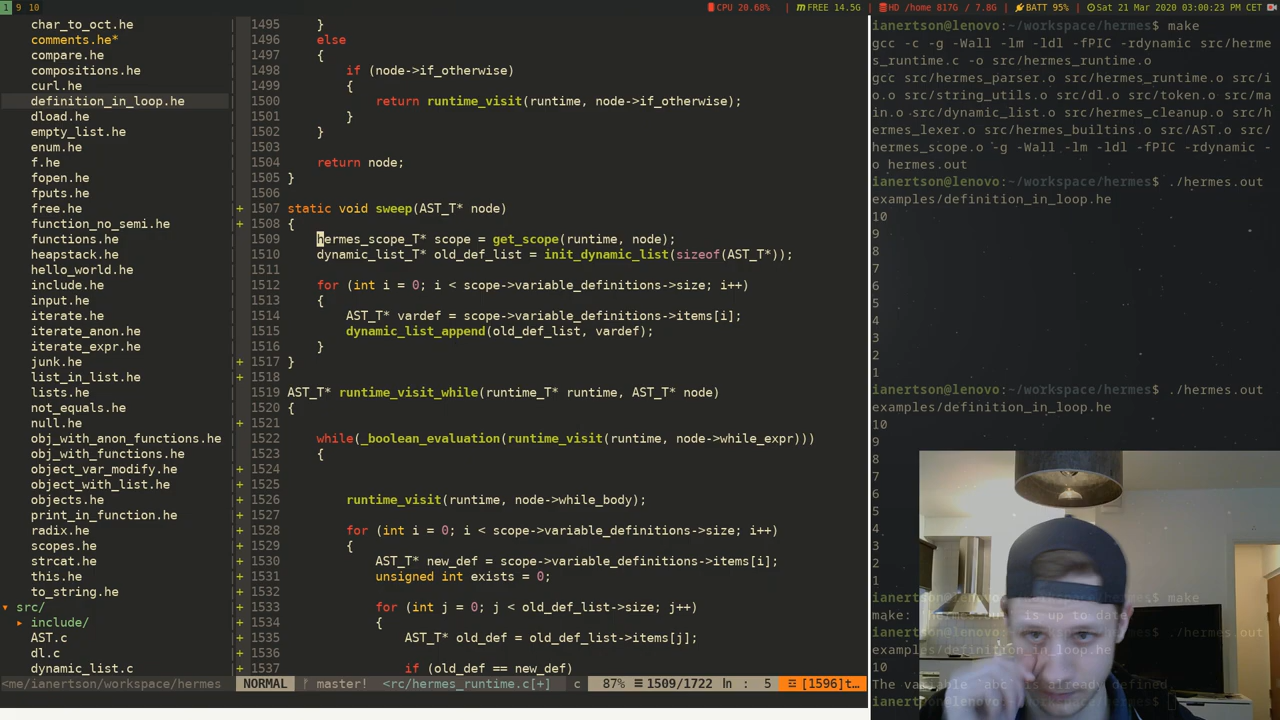 1 9 10
CPU 20.68% | FREE 14.5G | HD /home 817G / 7.8G | BATT 95% | Sat 21 Mar 2020 03:00:23 PM CET
char_to_oct.he
comments.he*
compare.he
compositions.he
curl.he
definition_in_loop.he
dload.he
empty_list.he
enum.he
f.he
fopen.he
fputs.he
free.he
function_no_semi.he
functions.he
heapstack.he
hello_world.he
include.he
input.he
iterate.he
iterate_anon.he
iterate_expr.he
junk.he
list_in_list.he
lists.he
not_equals.he
null.he
obj_with_anon_functions.he
obj_with_functions.he
object_var_modify.he
object_with_list.he
objects.he
print_in_function.he
radix.he
scopes.he
strcat.he
this.he
to_string.he
▾ src/
▸ include/
AST.c
dl.c
dynamic_list.c
<me/ianertson/workspace/hermes
1495 }
1496 else
1497 {
1498 if (node->if_otherwise)
1499 {
1500 return runtime_visit(runtime, node->if_otherwise);
1501 }
1502 }
1503
1504 return node;
1505 }
1506
+ 1507 static void sweep(AST_T* node)
+ 1508 {
1509 hermes_scope_T* scope = get_scope(runtime, node);
1510 dynamic_list_T* old_def_list = init_dynamic_list(sizeof(AST_T*));
1511
1512 for (int i = 0; i < scope->variable_definitions->size; i++)
1513 {
1514 AST_T* vardef = scope->variable_definitions->items[i];
1515 dynamic_list_append(old_def_list, vardef);
1516 }
+ 1517 }
+ 1518
1519 AST_T* runtime_visit_while(runtime_T* runtime, AST_T* node)
1520 {
+ 1521
1522 while(_boolean_evaluation(runtime_visit(runtime, node->while_expr)))
1523 {
+ 1524
+ 1525
+ 1526 runtime_visit(runtime, node->while_body);
+ 1527
+ 1528 for (int i = 0; i < scope->variable_definitions->size; i++)
+ 1529 {
+ 1530 AST_T* new_def = scope->variable_definitions->items[i];
+ 1531 unsigned int exists = 0;
+ 1532
+ 1533 for (int j = 0; j < old_def_list->size; j++)
+ 1534 {
+ 1535 AST_T* old_def = old_def_list->items[j];
+ 1536
+ 1537 if (old_def == new_def)
NORMAL master! <rc/hermes_runtime.c[+] c 87% ☰ 1509/1722 ln : 5 ☲ [1596]t…
ianertson@lenovo:~/workspace/hermes$ make
gcc -c -g -Wall -lm -ldl -fPIC -rdynamic src/herme
s_runtime.c -o src/hermes_runtime.o
gcc src/hermes_parser.o src/hermes_runtime.o src/i
o.o src/string_utils.o src/dl.o src/token.o src/ma
in.o src/dynamic_list.o src/hermes_cleanup.o src/h
ermes_lexer.o src/hermes_builtins.o src/AST.o src/
hermes_scope.o -g -Wall -lm -ldl -fPIC -rdynamic -
o hermes.out
ianertson@lenovo:~/workspace/hermes$ ./hermes.out
examples/definition_in_loop.he
10
9
8
7
6
5
4
3
2
1
ianertson@lenovo:~/workspace/hermes$ ./hermes.out
examples/definition_in_loop.he
10
9
8
7
6
5
4
3
2
1
ianertson@lenovo:~/workspace/hermes$ make
make: is up to date
ianertson@lenovo:~/workspace/hermes$ ./hermes.out
examples/definition_in_loop.he
10
The variable `abc` is already defined